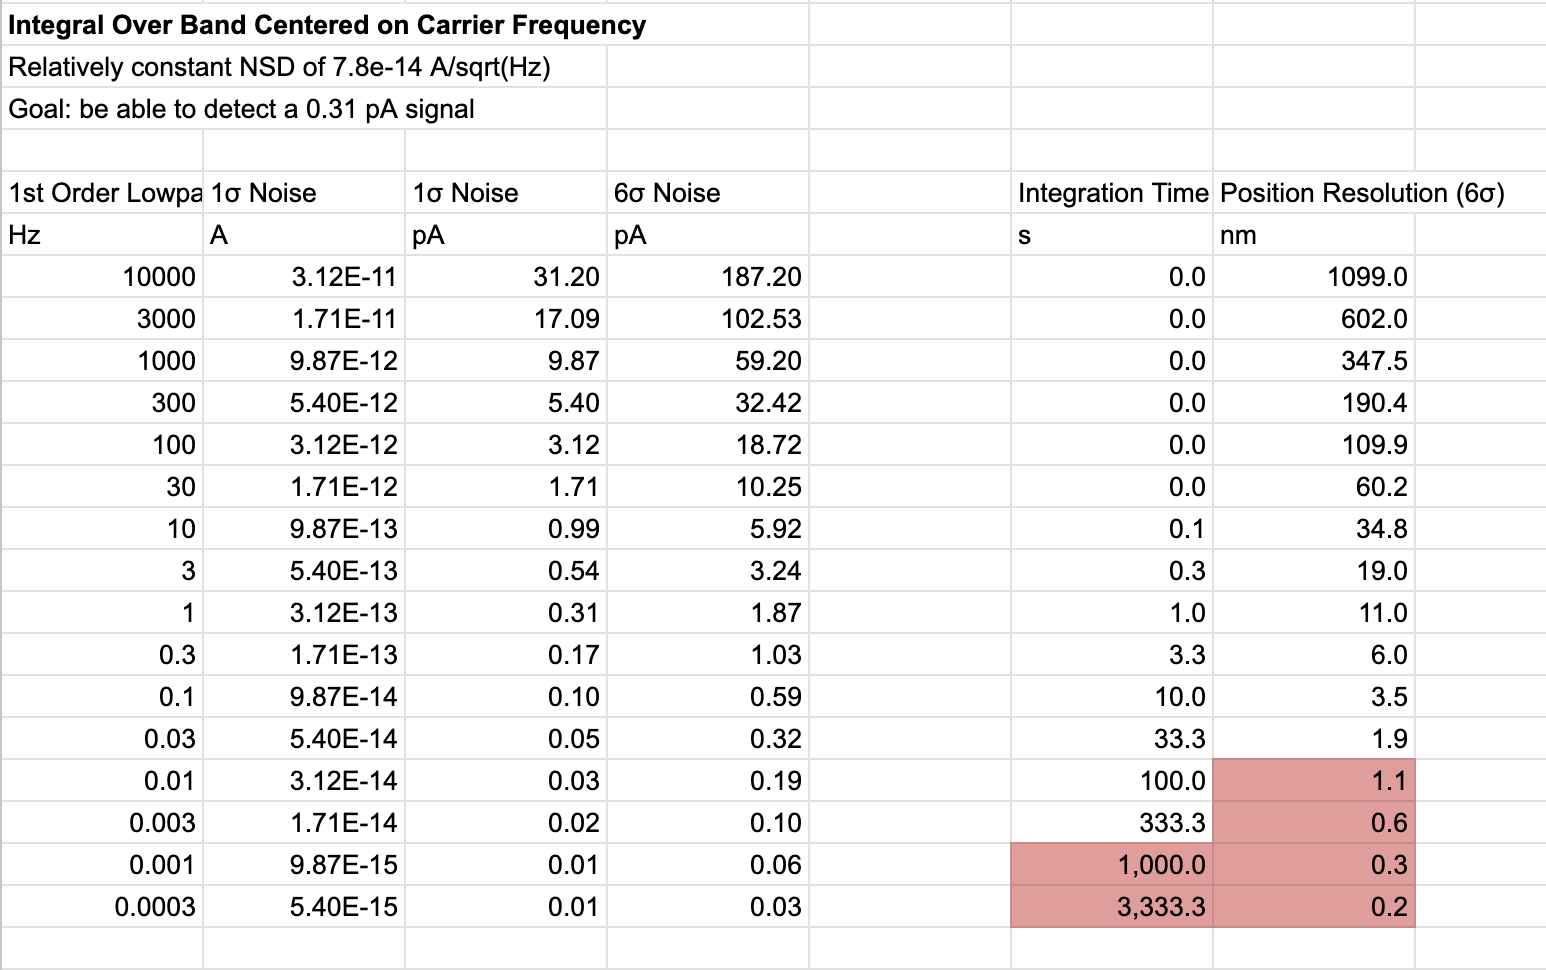 Integral Over Band Centered on Carrier Frequency
Relatively constant NSD of 7.8e-14 A/sqrt(Hz)
Goal: be able to detect a 0.31 pA signal
1st Order Lowpa 1σ Noise 1σ Noise 6σ Noise Integration Time Position Resolution (6σ)
Hz A pA pA s nm
10000 3.12E-11 31.20 187.20 0.0 1099.0
3000 1.71E-11 17.09 102.53 0.0 602.0
1000 9.87E-12 9.87 59.20 0.0 347.5
300 5.40E-12 5.40 32.42 0.0 190.4
100 3.12E-12 3.12 18.72 0.0 109.9
30 1.71E-12 1.71 10.25 0.0 60.2
10 9.87E-13 0.99 5.92 0.1 34.8
3 5.40E-13 0.54 3.24 0.3 19.0
1 3.12E-13 0.31 1.87 1.0 11.0
0.3 1.71E-13 0.17 1.03 3.3 6.0
0.1 9.87E-14 0.10 0.59 10.0 3.5
0.03 5.40E-14 0.05 0.32 33.3 1.9
0.01 3.12E-14 0.03 0.19 100.0 1.1
0.003 1.71E-14 0.02 0.10 333.3 0.6
0.001 9.87E-15 0.01 0.06 1,000.0 0.3
0.0003 5.40E-15 0.01 0.03 3,333.3 0.2